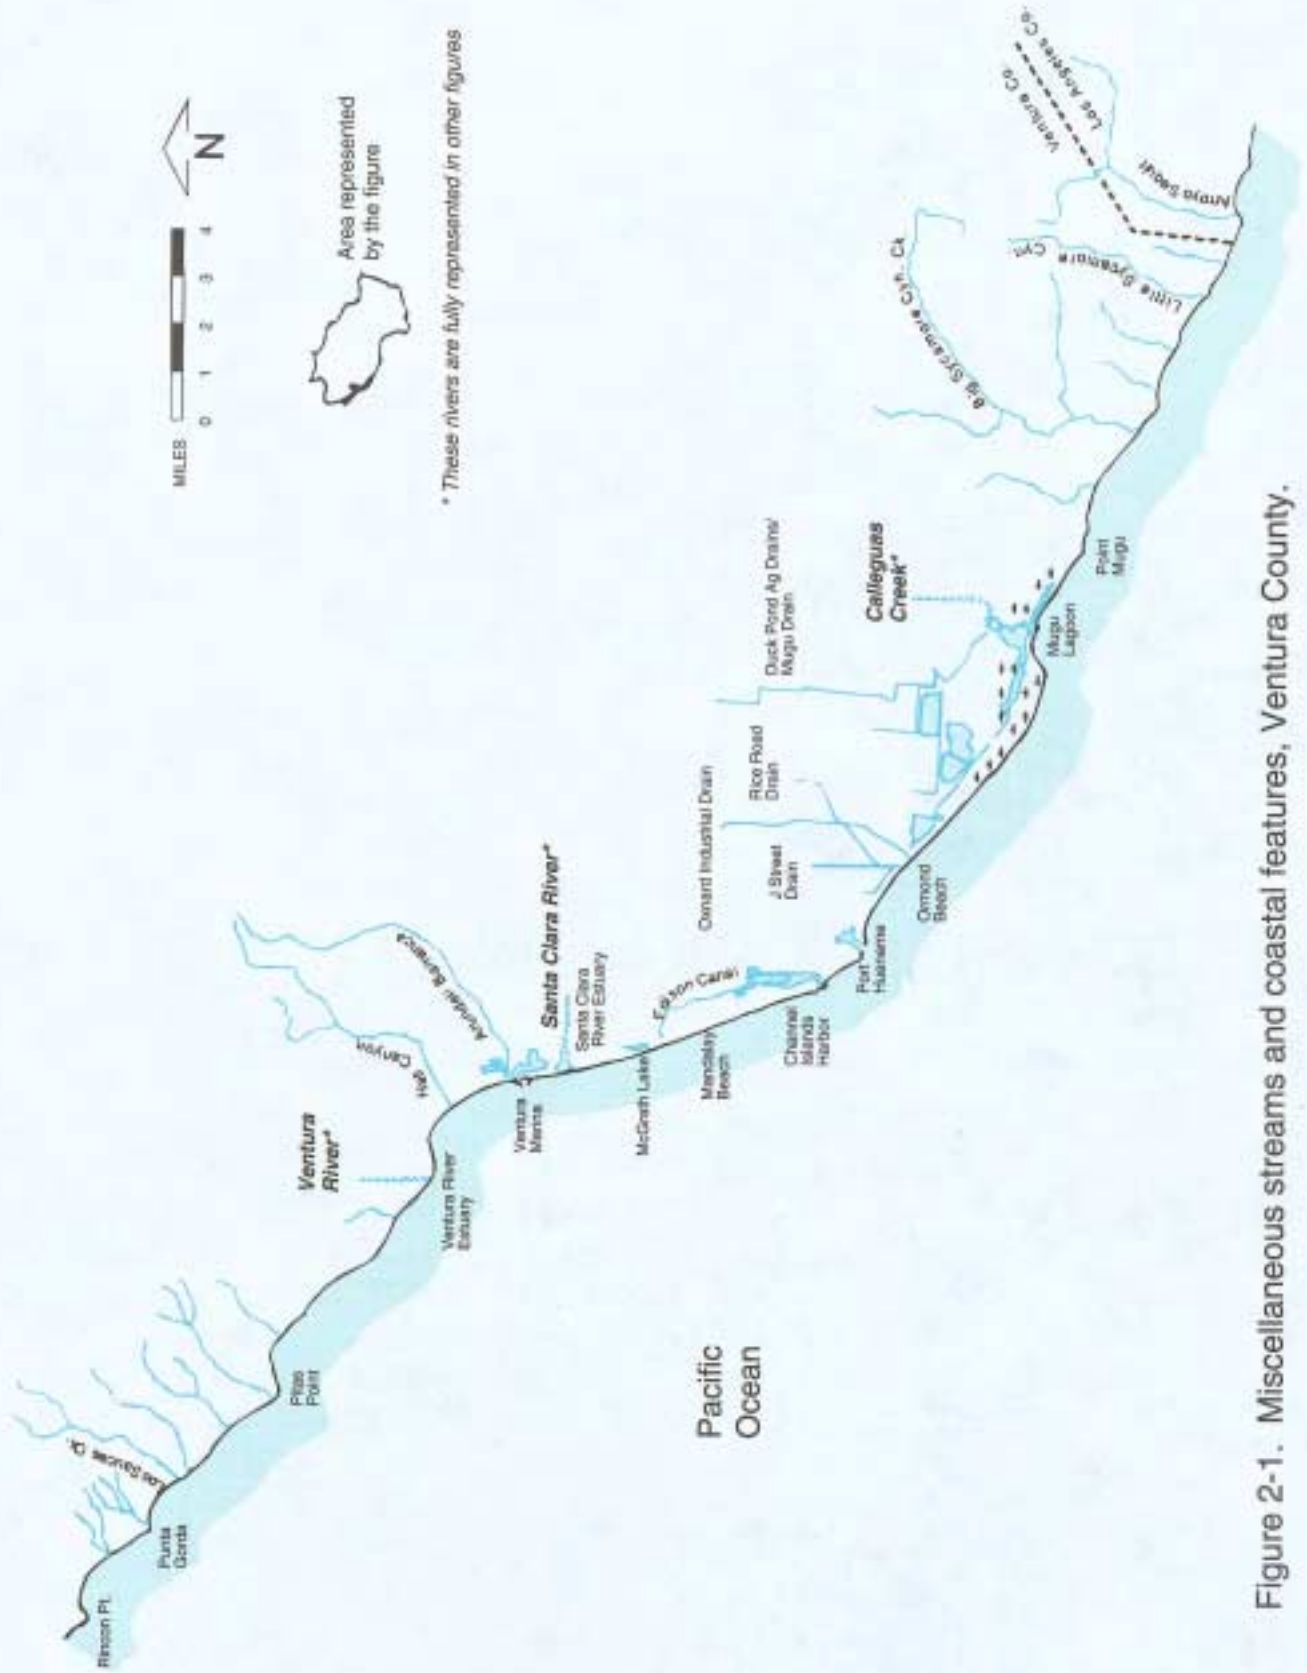 Rincon Pt.
Punta
Gorda
Los Sauces Ck.
Pitas
Point
Ventura
River*
Ventura River
Estuary
Hall Canyon
Arundell Barranca
Ventura
Marina
Santa Clara River*
Santa Clara
River Estuary
McGrath Lake
Edison Canal
Mandalay
Beach
Channel
Islands
Harbor
Port
Hueneme
Oxnard Industrial Drain
J Street
Drain
Rice Road
Drain
Ormond
Beach
Duck Pond Ag Drains/
Mugu Drain
Calleguas
Creek*
Mugu
Lagoon
Point
Mugu
Big Sycamore Cyn. Ck
Little Sycamore Cyn.
Arroyo Sequit
Ventura Co.
Los Angeles Co.
Pacific
Ocean
MILES
0 1 2 3 4
N
Area represented
by the figure
* These rivers are fully represented in other figures
Figure 2-1. Miscellaneous streams and coastal features, Ventura County.